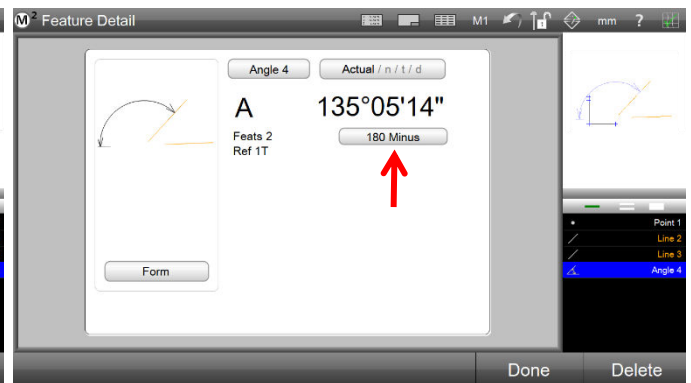 M² Feature Detail M1 mm ?
Angle 4 Actual / n / t / d
A 135°05'14"
Feats 2
Ref 1T
180 Minus
Form
Point 1
Line 2
Line 3
Angle 4
Done Delete